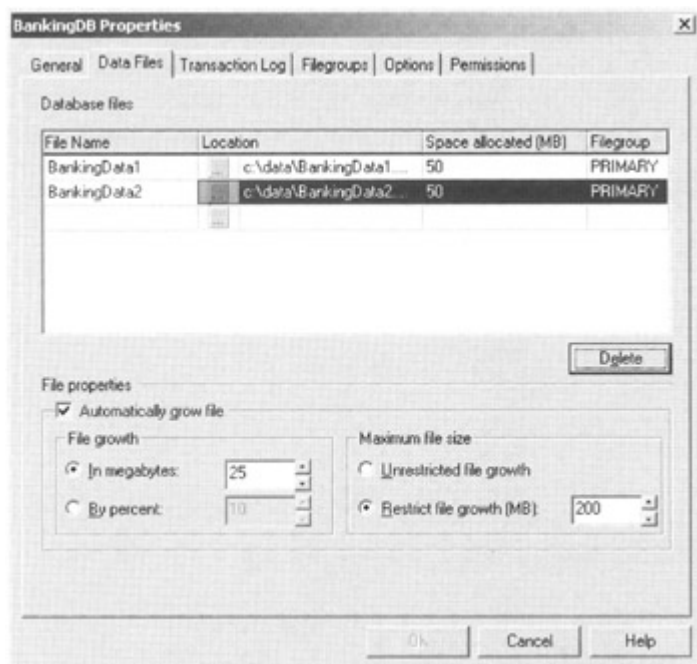 BankingDB Properties
General Data Files Transaction Log Filegroups Options Permissions
Database files
File Name Location Space allocated (MB) Filegroup
BankingData1 ... c:\data\BankingData1... 50 PRIMARY
BankingData2 ... c:\data\BankingData2... 50 PRIMARY
...
Delete
File properties
Automatically grow file
File growth
In megabytes: 25
By percent: 10
Maximum file size
Unrestricted file growth
Restrict file growth (MB): 200
OK Cancel Help